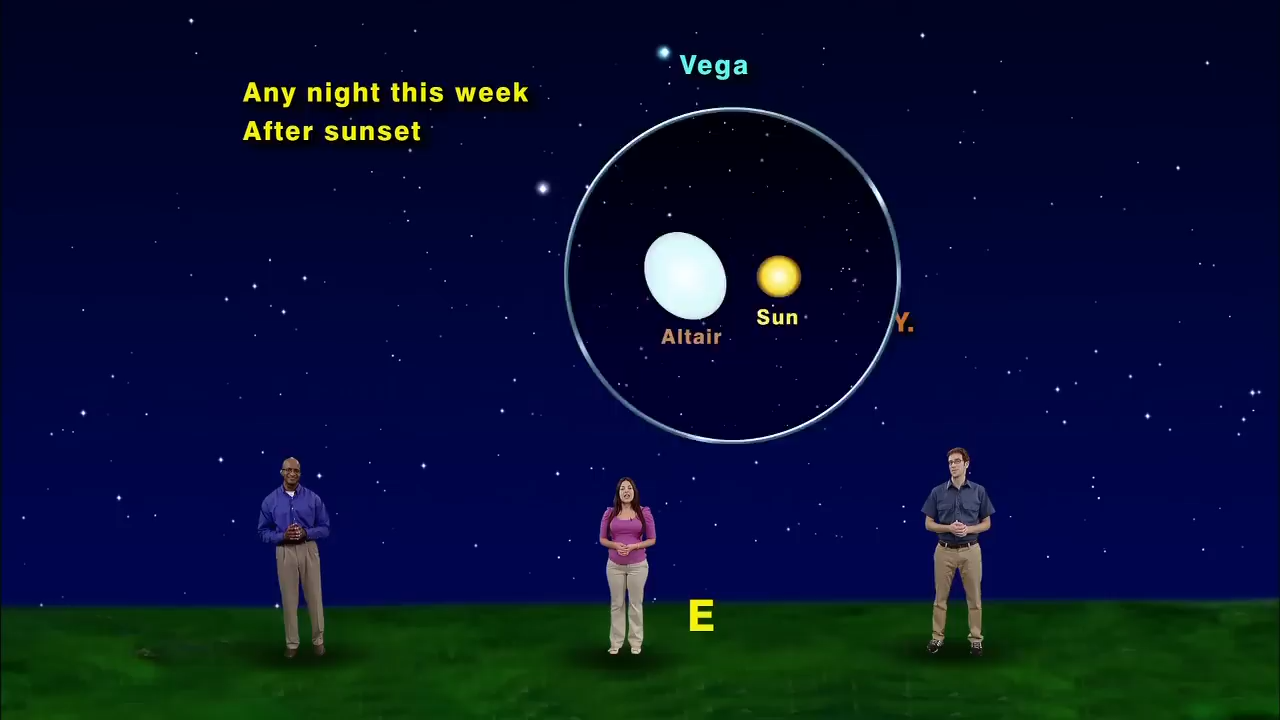 Vega
Any night this week
After sunset
Sun
Y.
Altair
E